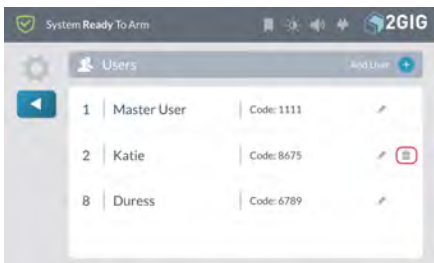 System Ready To Arm
2GIG
Users
Add User
1 Master User Code: 1111
2 Katie Code: 8675
8 Duress Code: 6789